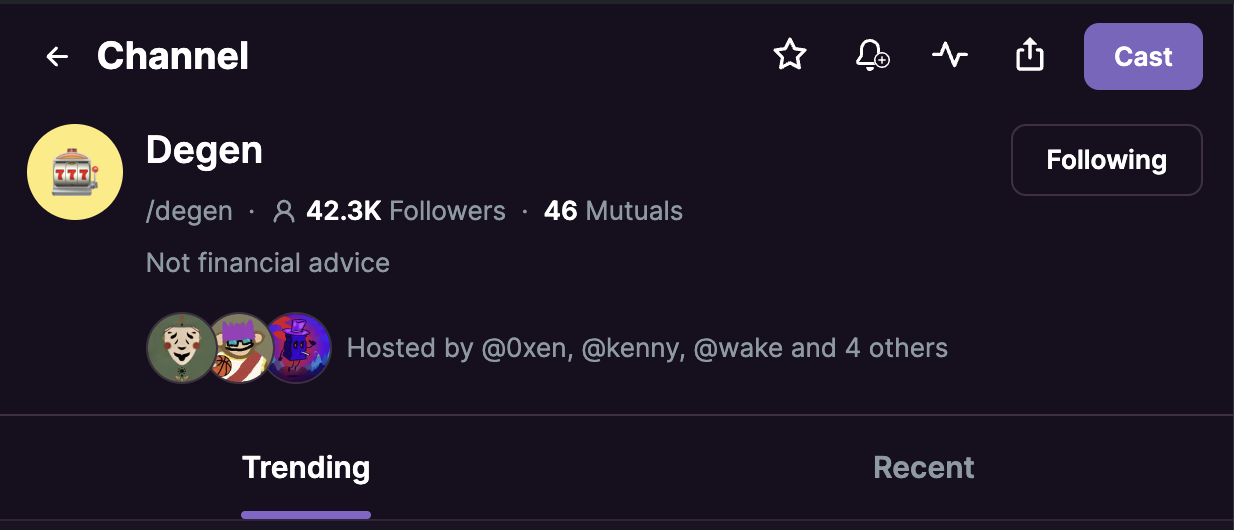 Channel
Cast
Degen
Following
/degen · 42.3K Followers · 46 Mutuals
Not financial advice
Hosted by @0xen, @kenny, @wake and 4 others
Trending
Recent